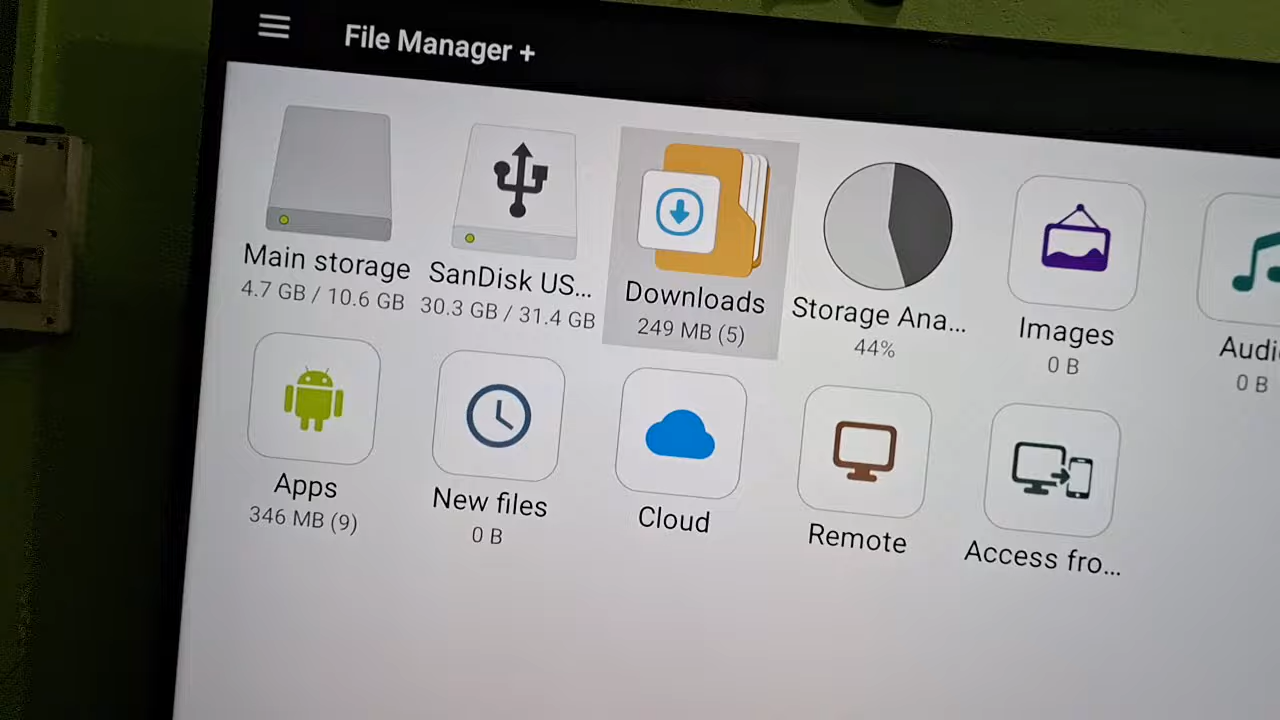 File Manager +
Main storage
4.7 GB / 10.6 GB
SanDisk US...
30.3 GB / 31.4 GB
Downloads
249 MB (5)
Storage Ana...
44%
Images
0 B
Audi
0 B
Apps
346 MB (9)
New files
0 B
Cloud
Remote
Access fro...